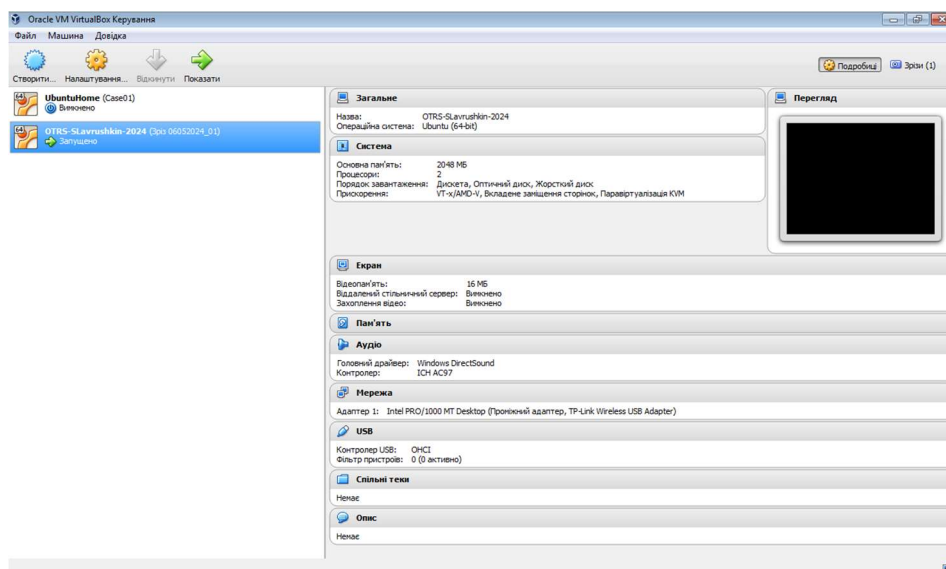 Oracle VM VirtualBox Керування
Файл Машина Довідка
Створити... Налаштування... Відкинути Показати
Подробиці Зрізи (1)
64 UbuntuHome (Case01)
Вимкнено
64 OTRS-SLavrushkin-2024 (Зріз 06052024_01)
Запущено
Загальне
Назва: OTRS-SLavrushkin-2024
Операційна система: Ubuntu (64-bit)
Система
Основна пам'ять: 2048 МБ
Процесори: 2
Порядок завантаження: Дискета, Оптичний диск, Жорсткий диск
Прискорення: VT-x/AMD-V, Вкладене заміщення сторінок, Паравіртуалізація KVM
Перегляд
Екран
Відеопам'ять: 16 МБ
Віддалений стільничний сервер: Вимкнено
Захоплення відео: Вимкнено
Пам'ять
Аудіо
Головний драйвер: Windows DirectSound
Контролер: ICH AC97
Мережа
Адаптер 1: Intel PRO/1000 MT Desktop (Проміжний адаптер, TP-Link Wireless USB Adapter)
USB
Контролер USB: OHCI
Фільтр пристроїв: 0 (0 активно)
Спільні теки
Немає
Опис
Немає